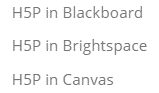 H5P in Blackboard
H5P in Brightspace
H5P in Canvas